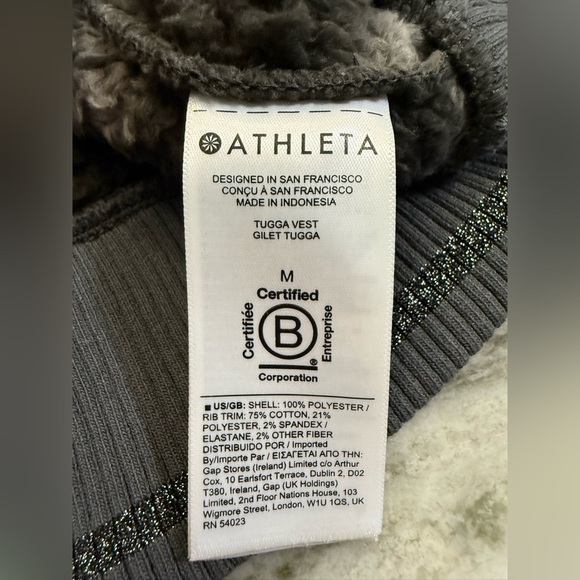 ATHLETA
DESIGNED IN SAN FRANCISCO
CONÇU À SAN FRANCISCO
MADE IN INDONESIA
TUGGA VEST
GILET TUGGA
M
Certified
Certifiée
B
®
Entreprise
Corporation
■ US/GB: SHELL: 100% POLYESTER /
RIB TRIM: 75% COTTON, 21%
POLYESTER, 2% SPANDEX /
ELASTANE, 2% OTHER FIBER
DISTRIBUIDO POR / Imported
By/Importe Par / ΕΙΣΑΓΕΤΑΙ ΑΠΟ ΤΗΝ:
Gap Stores (Ireland) Limited c/o Arthur
Cox, 10 Earlsfort Terrace, Dublin 2, D02
T380, Ireland, Gap (UK Holdings)
Limited, 2nd Floor Nations House, 103
Wigmore Street, London, W1U 1QS, UK
RN 54023